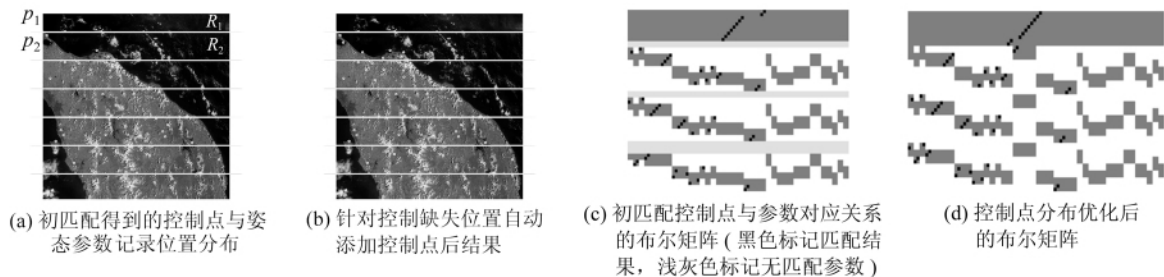 p1
R1
p2
R2
(a) 初匹配得到的控制点与姿
态参数记录位置分布
(b) 针对控制缺失位置自动
添加控制点后结果
(c) 初匹配控制点与参数对应关系
的布尔矩阵 ( 黑色标记匹配结
果，浅灰色标记无匹配参数 )
(d) 控制点分布优化后
的布尔矩阵